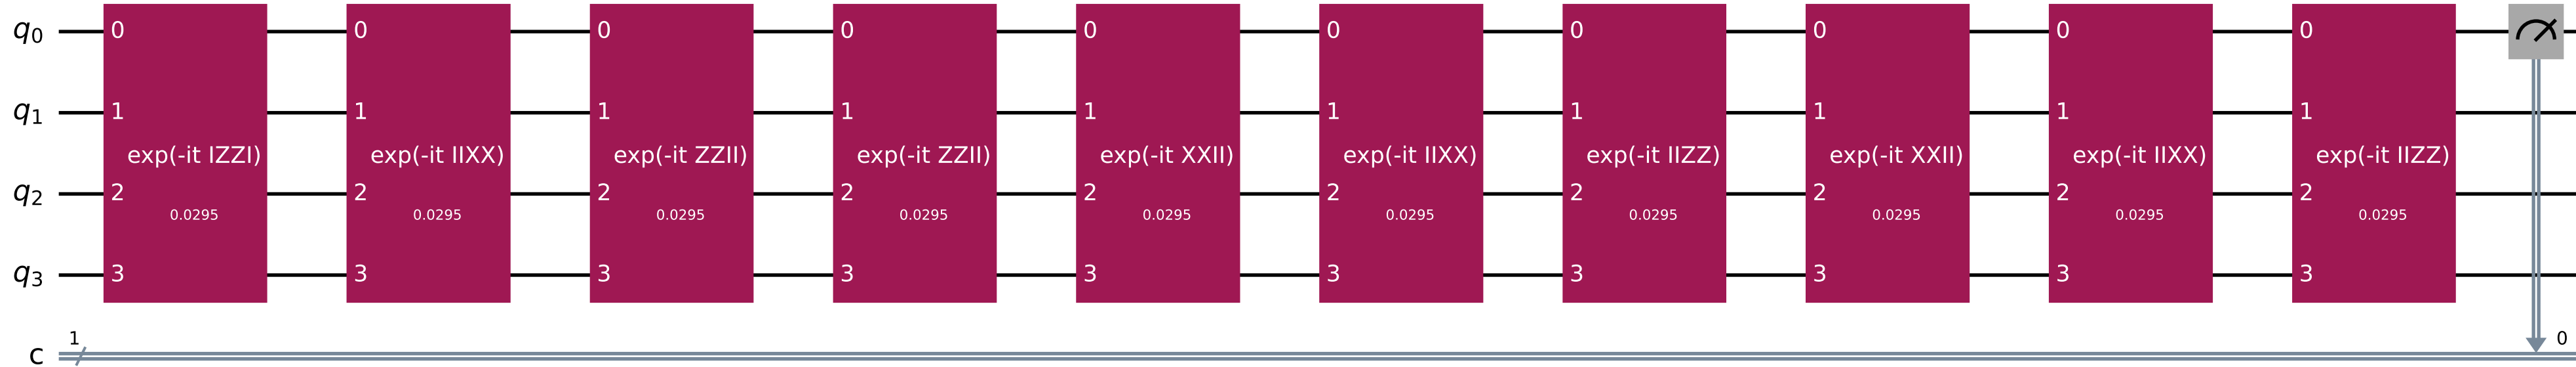 q0 0 0 0 0 0 0 0 0 0 0
q1 1 1 1 1 1 1 1 1 1 1
exp(-it IZZI) exp(-it IIXX) exp(-it ZZII) exp(-it ZZII) exp(-it XXII) exp(-it IIXX) exp(-it IIZZ) exp(-it XXII) exp(-it IIXX) exp(-it IIZZ)
q2 2 2 2 2 2 2 2 2 2 2
0.0295 0.0295 0.0295 0.0295 0.0295 0.0295 0.0295 0.0295 0.0295 0.0295
q3 3 3 3 3 3 3 3 3 3 3
1 0
c